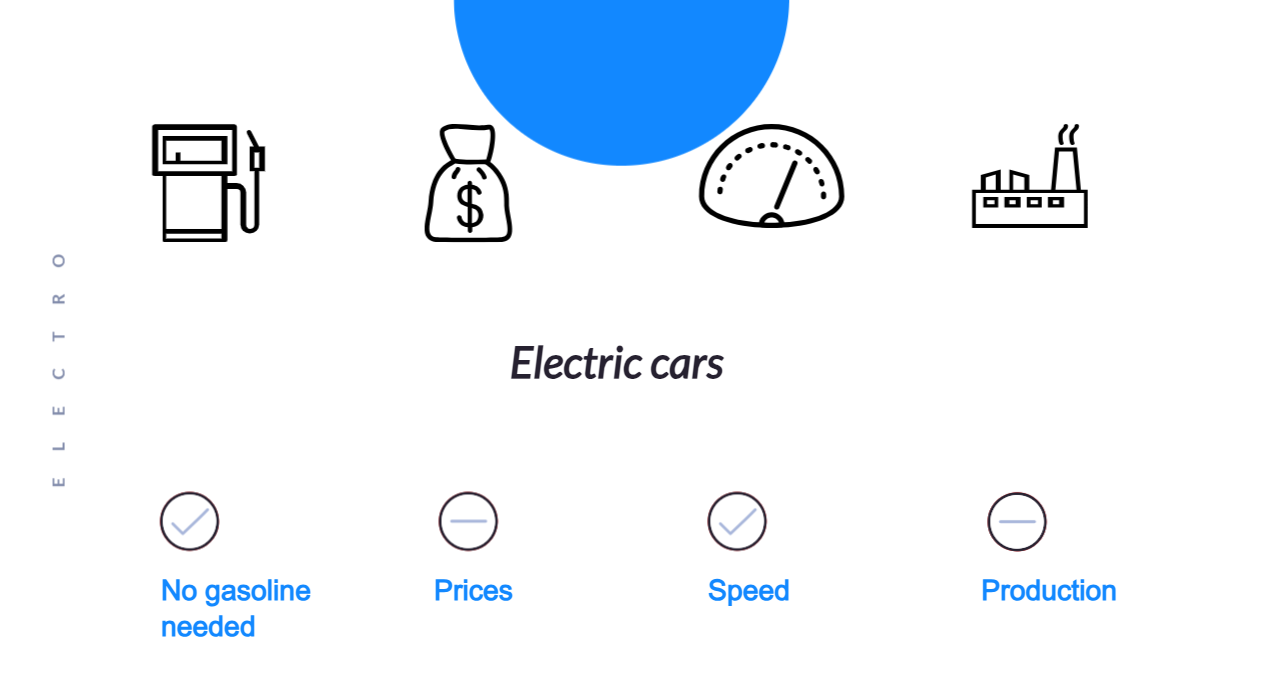 ELECTRO
$
Electric cars
No gasoline
needed
Prices
Speed
Production